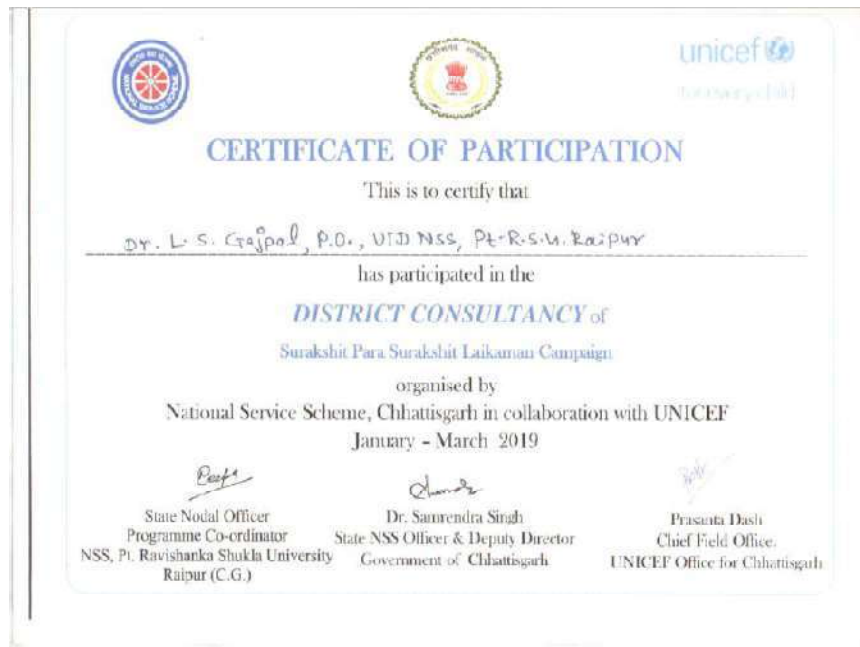 unicef
for every child
CERTIFICATE OF PARTICIPATION
This is to certify that
Dr. L. S. Gajpal, P.O., UTD NSS, Pt. R.S.U. Raipur
has participated in the
DISTRICT CONSULTANCY of
Surakshit Para Surakshit Laikaman Campaign
organised by
National Service Scheme, Chhattisgarh in collaboration with UNICEF
January - March 2019
State Nodal Officer
Programme Co-ordinator
NSS, Pt. Ravishanka Shukla University
Raipur (C.G.)
Dr. Samrendra Singh
State NSS Officer & Deputy Director
Government of Chhattisgarh
Prasanta Dash
Chief Field Office.
UNICEF Office for Chhattisgarh